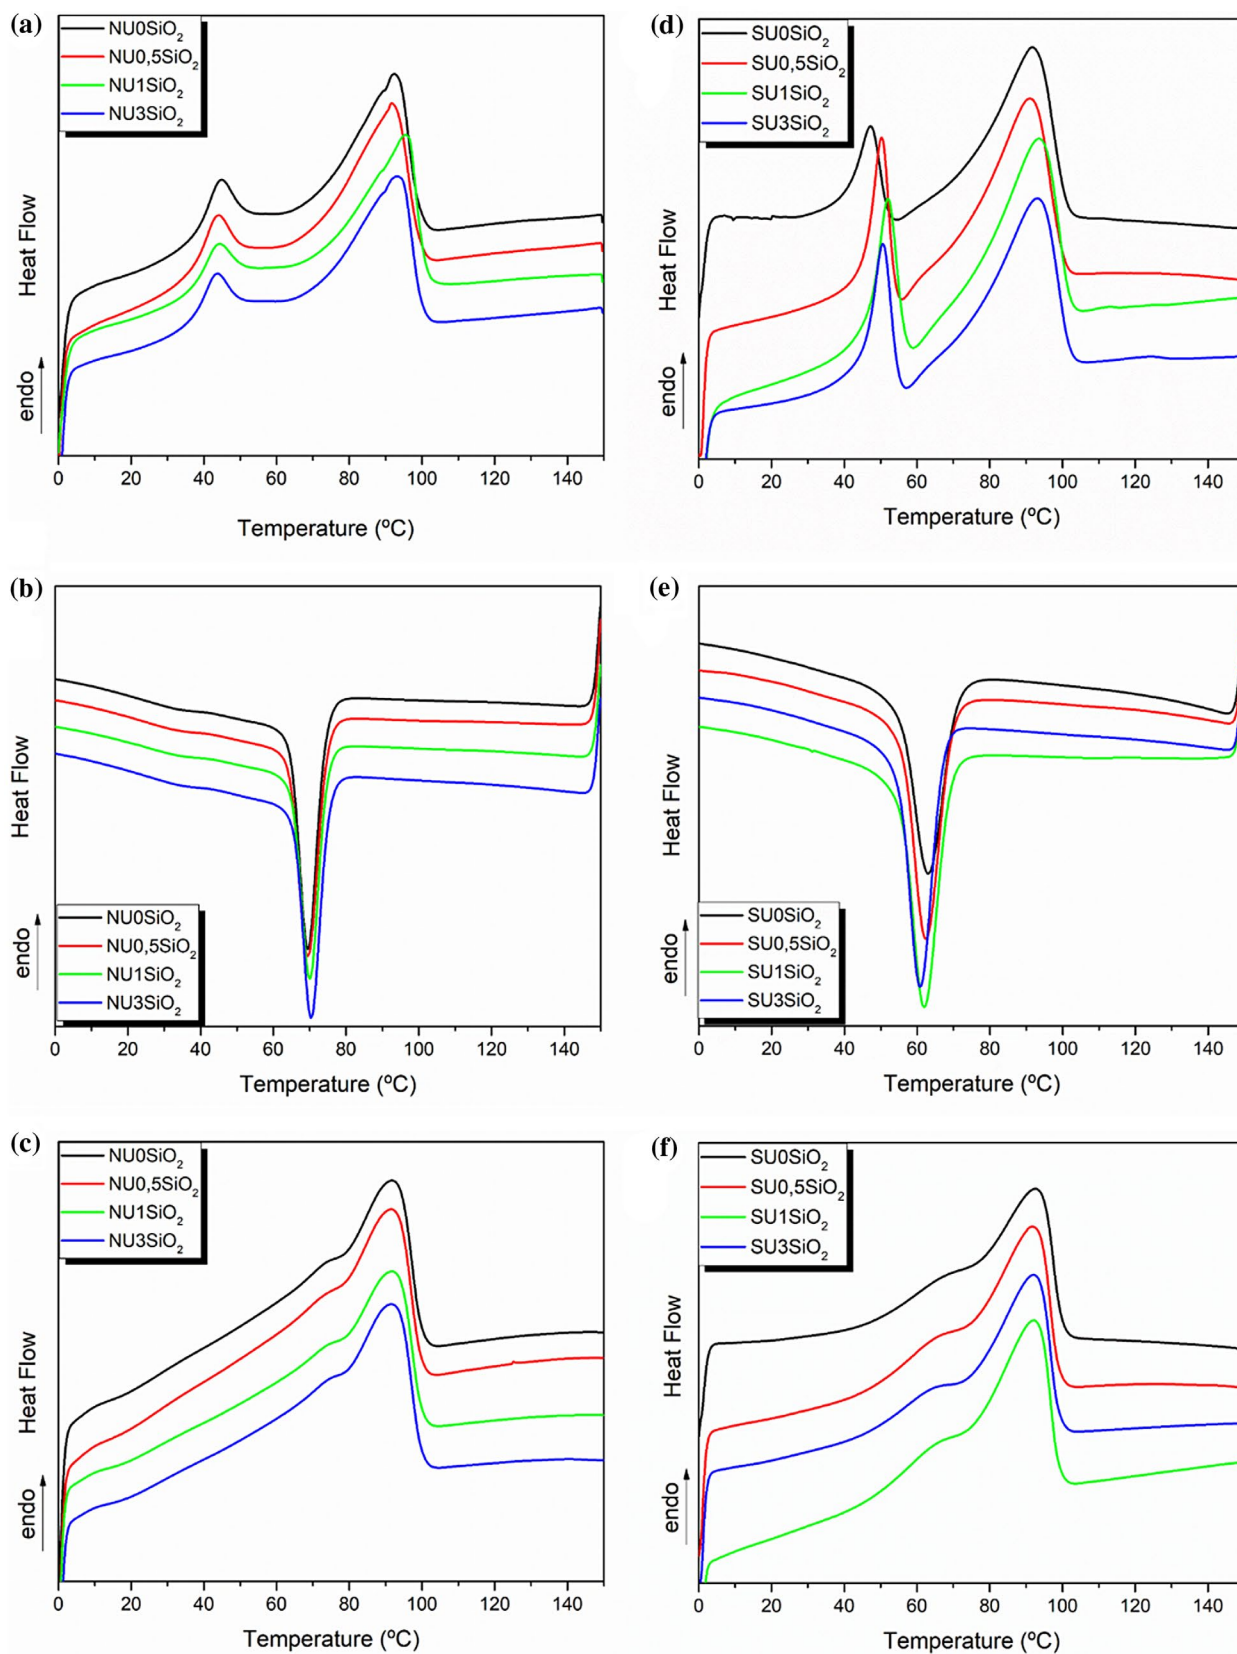 (a)
NU0SiO2
NU0,5SiO2
NU1SiO2
NU3SiO2
Heat Flow
endo
0 20 40 60 80 100 120 140
Temperature (ºC)
(d)
SU0SiO2
SU0,5SiO2
SU1SiO2
SU3SiO2
Heat Flow
endo
0 20 40 60 80 100 120 140
Temperature (ºC)
(b)
Heat Flow
endo
NU0SiO2
NU0,5SiO2
NU1SiO2
NU3SiO2
0 20 40 60 80 100 120 140
Temperature (ºC)
(e)
Heat Flow
endo
SU0SiO2
SU0,5SiO2
SU1SiO2
SU3SiO2
0 20 40 60 80 100 120 140
Temperature (ºC)
(c)
NU0SiO2
NU0,5SiO2
NU1SiO2
NU3SiO2
Heat Flow
endo
0 20 40 60 80 100 120 140
Temperature (ºC)
(f)
SU0SiO2
SU0,5SiO2
SU1SiO2
SU3SiO2
Heat Flow
endo
0 20 40 60 80 100 120 140
Temperature (ºC)